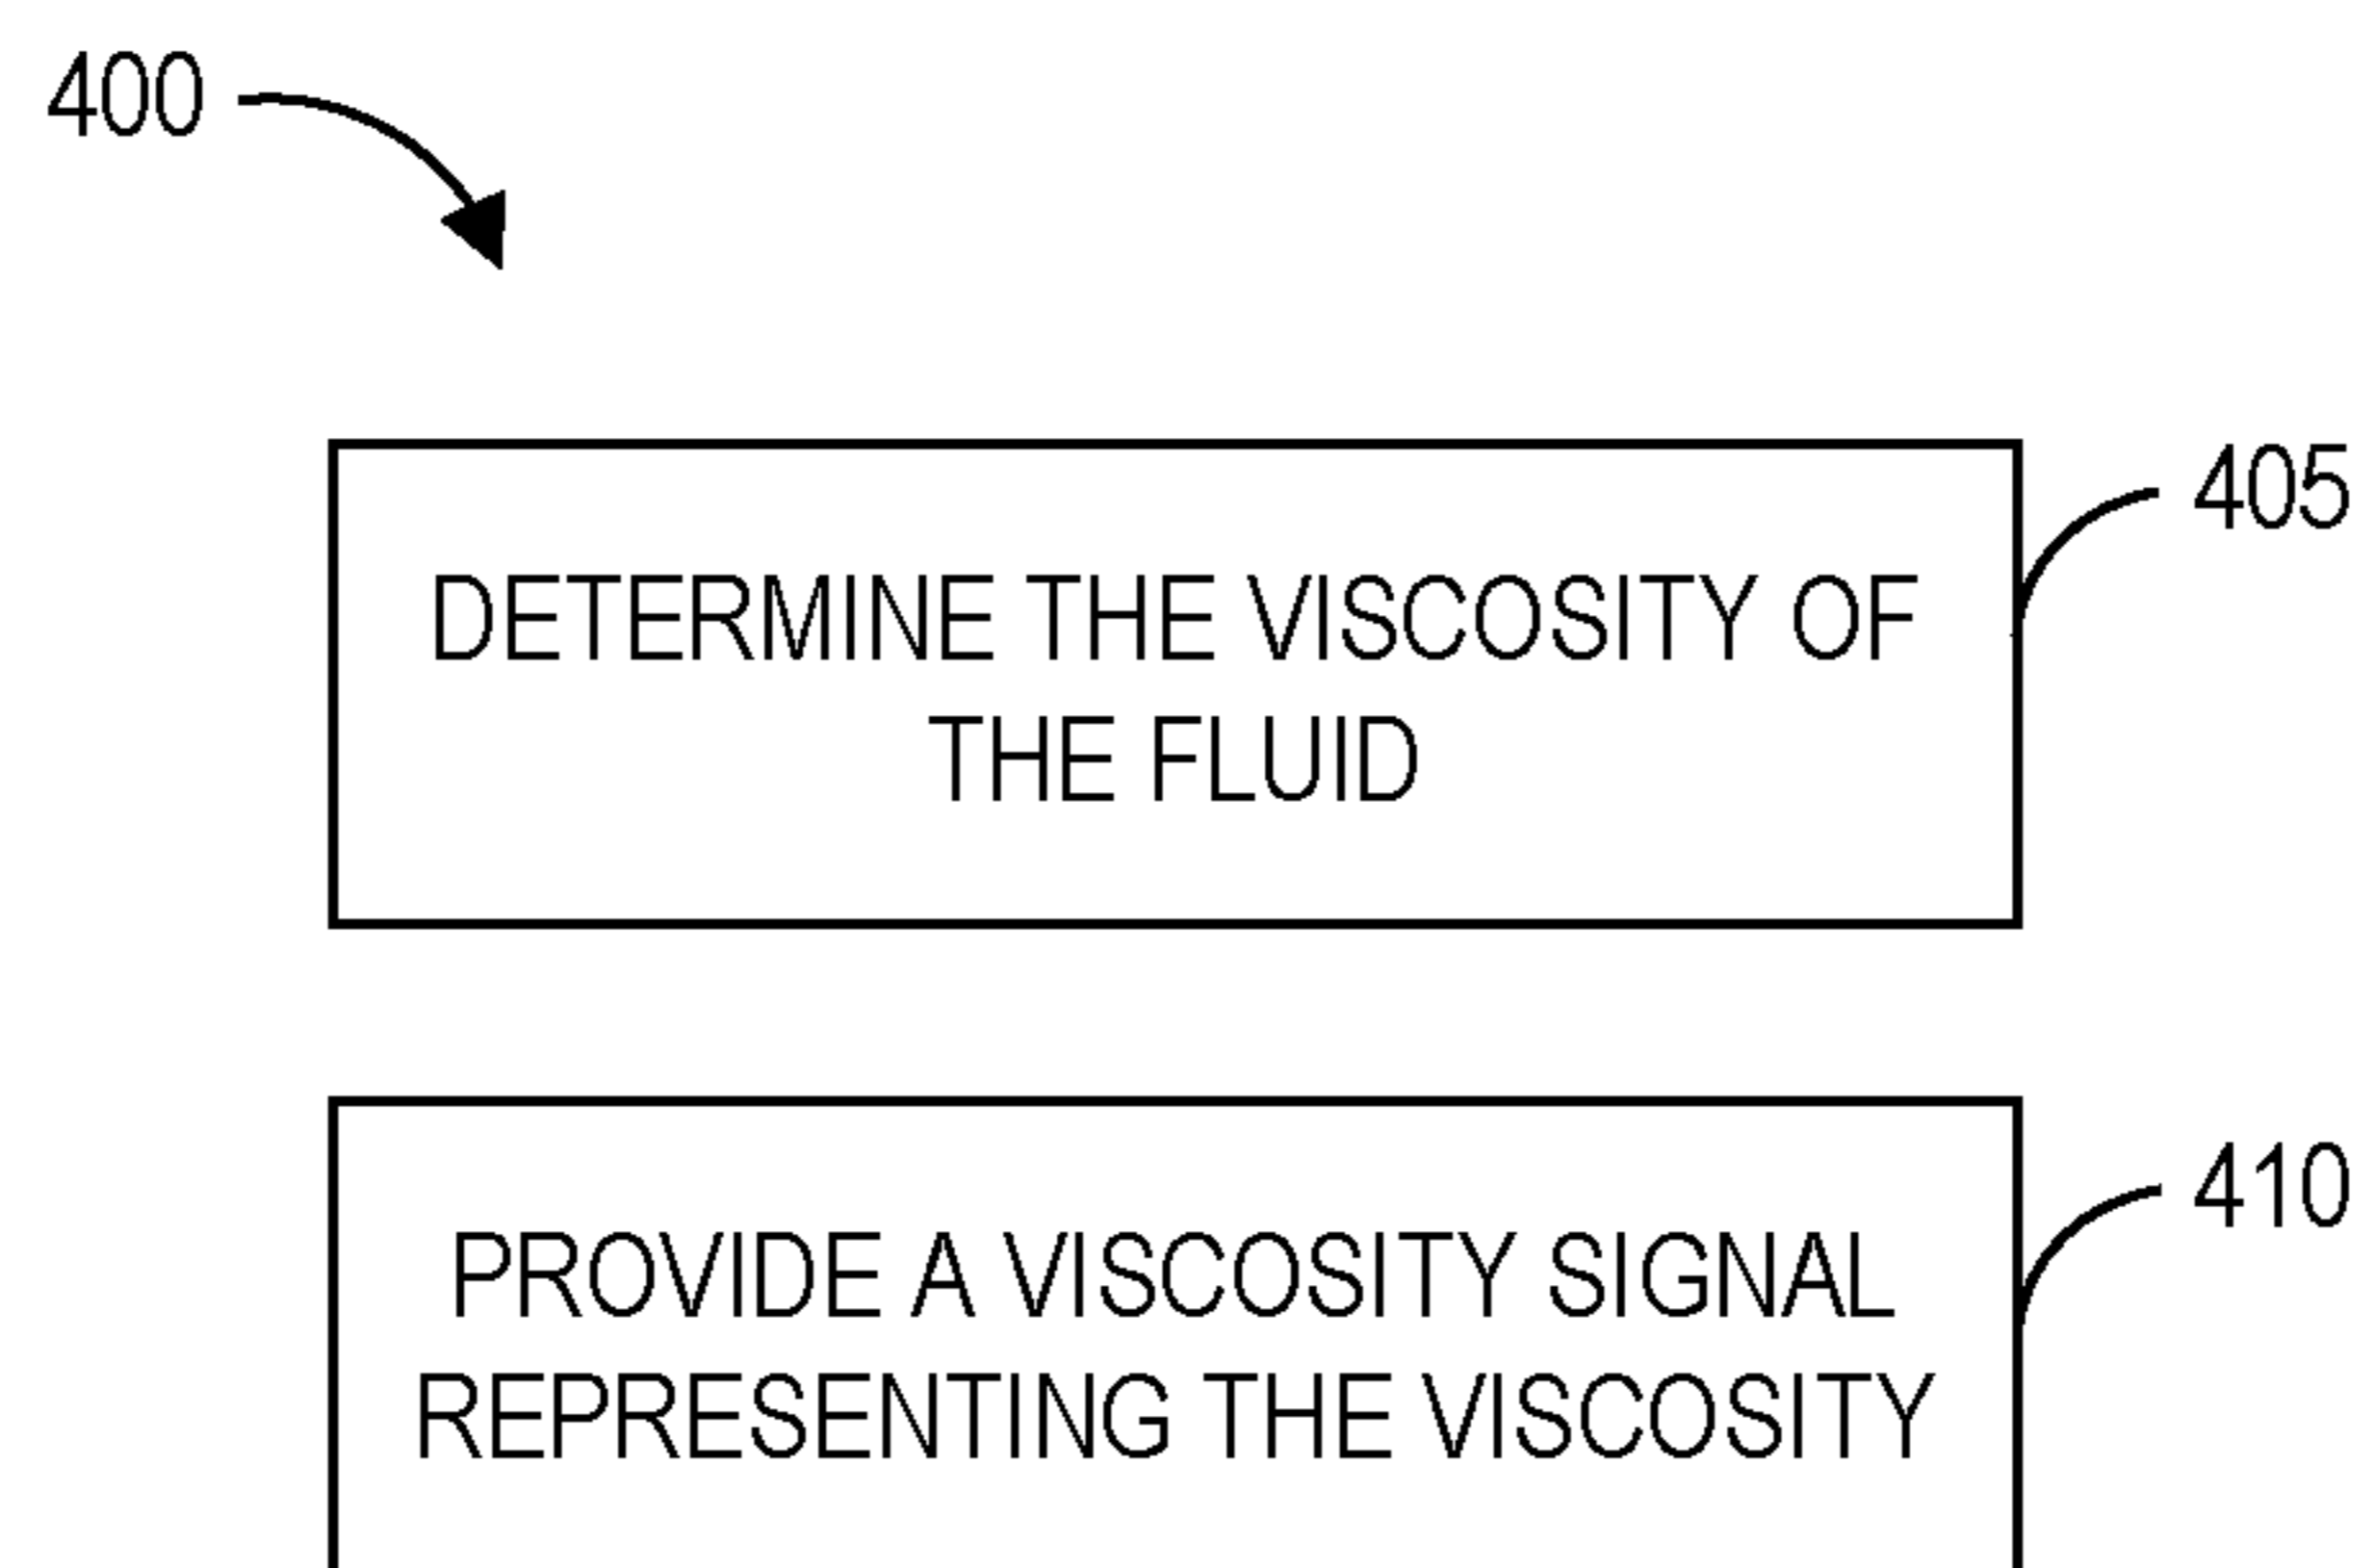 400
405
DETERMINE THE VISCOSITY OF
THE FLUID
410
PROVIDE A VISCOSITY SIGNAL
REPRESENTING THE VISCOSITY